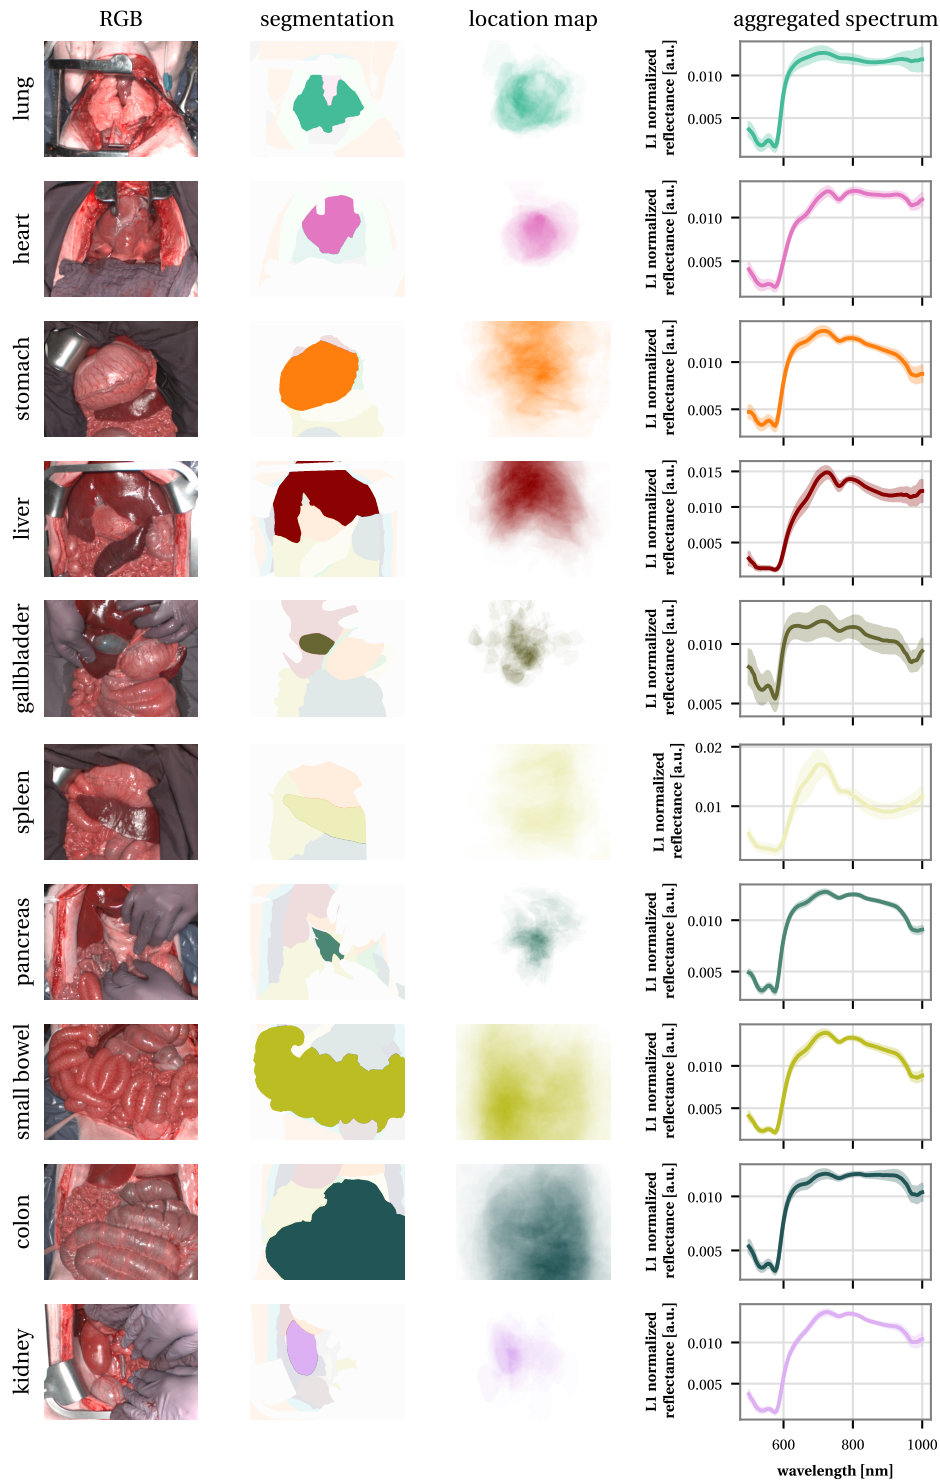 RGB segmentation location map aggregated spectrum
lung
L1 normalized
reflectance [a.u.]
0.010
0.005
heart
L1 normalized
reflectance [a.u.]
0.010
0.005
stomach
L1 normalized
reflectance [a.u.]
0.010
0.005
liver
L1 normalized
reflectance [a.u.]
0.015
0.010
0.005
gallbladder
L1 normalized
reflectance [a.u.]
0.010
0.005
spleen
L1 normalized
reflectance [a.u.]
0.02
0.01
pancreas
L1 normalized
reflectance [a.u.]
0.010
0.005
small bowel
L1 normalized
reflectance [a.u.]
0.010
0.005
colon
L1 normalized
reflectance [a.u.]
0.010
0.005
kidney
L1 normalized
reflectance [a.u.]
0.010
0.005
600 800 1000
wavelength [nm]